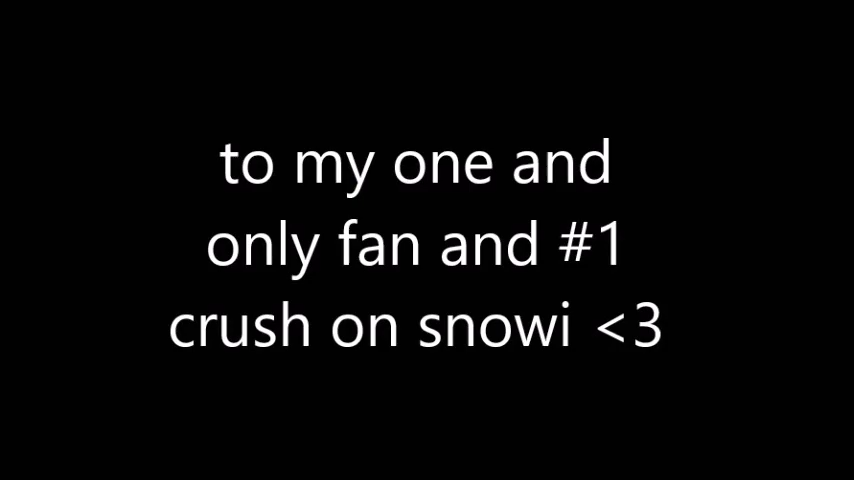 to my one and
only fan and #1
crush on snowi <3